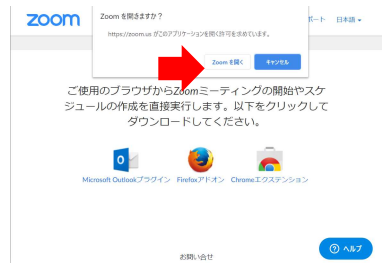 zoom
Zoom を開きますか？
https://zoom.us がこのアプリケーションを開く許可を求めています。
Zoom を開く
キャンセル
ポート
日本語
ご使用のブラウザからZoomミーティングの開始やスケ
ジュールの作成を直接実行します。以下をクリックして
ダウンロードしてください。
Microsoft Outlookプラグイン
Firefoxアドオン
Chromeエクステンション
お問い合せ
ヘルプ